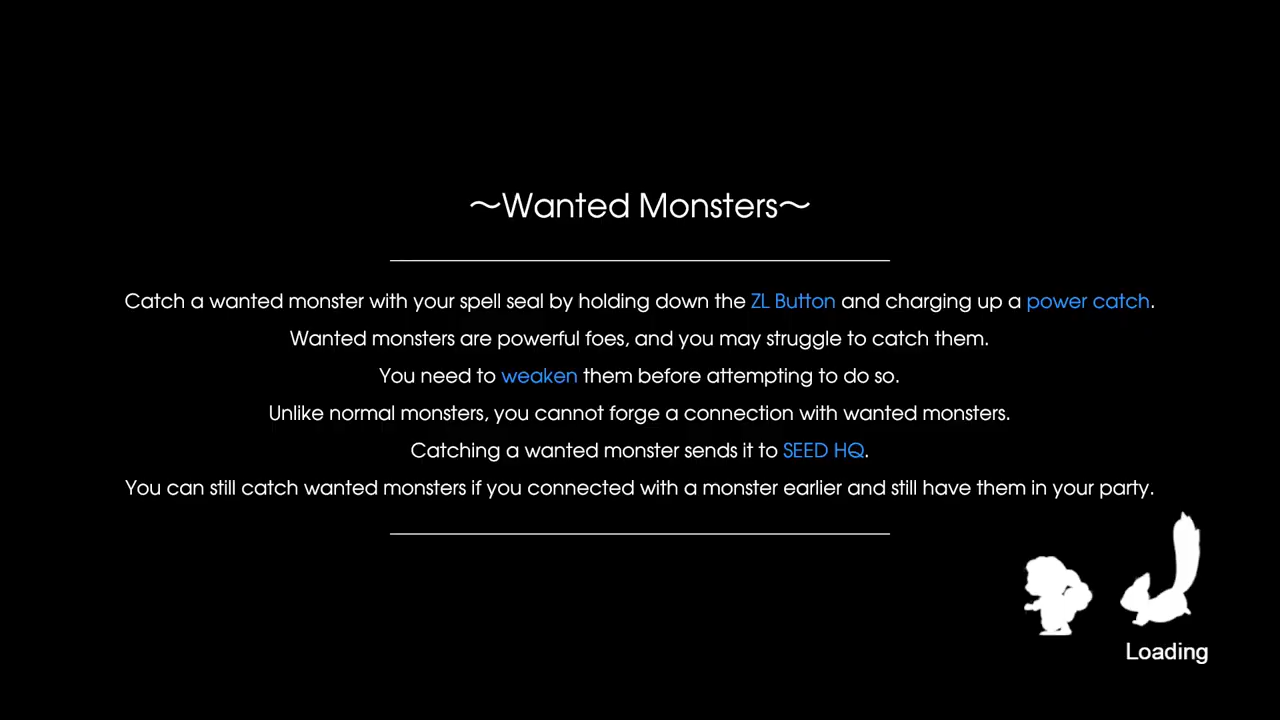 ～Wanted Monsters～
Catch a wanted monster with your spell seal by holding down the ZL Button and charging up a power catch.
Wanted monsters are powerful foes, and you may struggle to catch them.
You need to weaken them before attempting to do so.
Unlike normal monsters, you cannot forge a connection with wanted monsters.
Catching a wanted monster sends it to SEED HQ.
You can still catch wanted monsters if you connected with a monster earlier and still have them in your party.
Loading